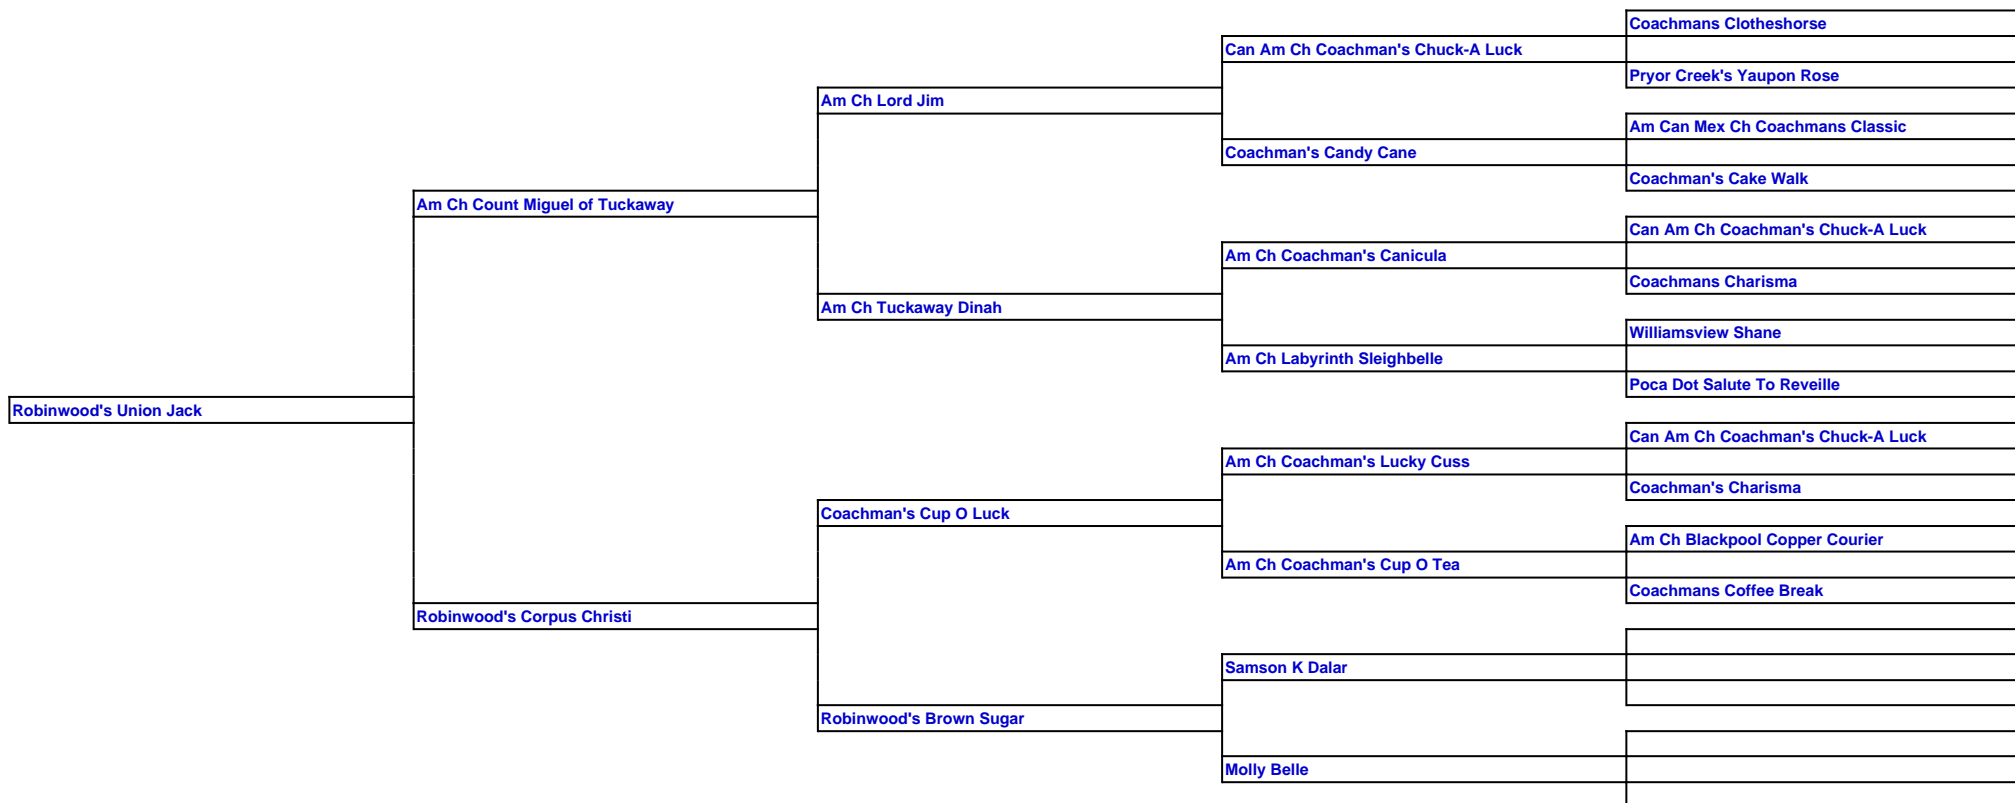 Coachmans Clotheshorse
Can Am Ch Coachman's Chuck-A Luck
Pryor Creek's Yaupon Rose
Am Ch Lord Jim
Am Can Mex Ch Coachmans Classic
Coachman's Candy Cane
Coachman's Cake Walk
Am Ch Count Miguel of Tuckaway
Can Am Ch Coachman's Chuck-A Luck
Am Ch Coachman's Canicula
Coachmans Charisma
Am Ch Tuckaway Dinah
Williamsview Shane
Am Ch Labyrinth Sleighbelle
Poca Dot Salute To Reveille
Robinwood's Union Jack
Can Am Ch Coachman's Chuck-A Luck
Am Ch Coachman's Lucky Cuss
Coachman's Charisma
Coachman's Cup O Luck
Am Ch Blackpool Copper Courier
Am Ch Coachman's Cup O Tea
Coachmans Coffee Break
Robinwood's Corpus Christi
Samson K Dalar
Robinwood's Brown Sugar
Molly Belle